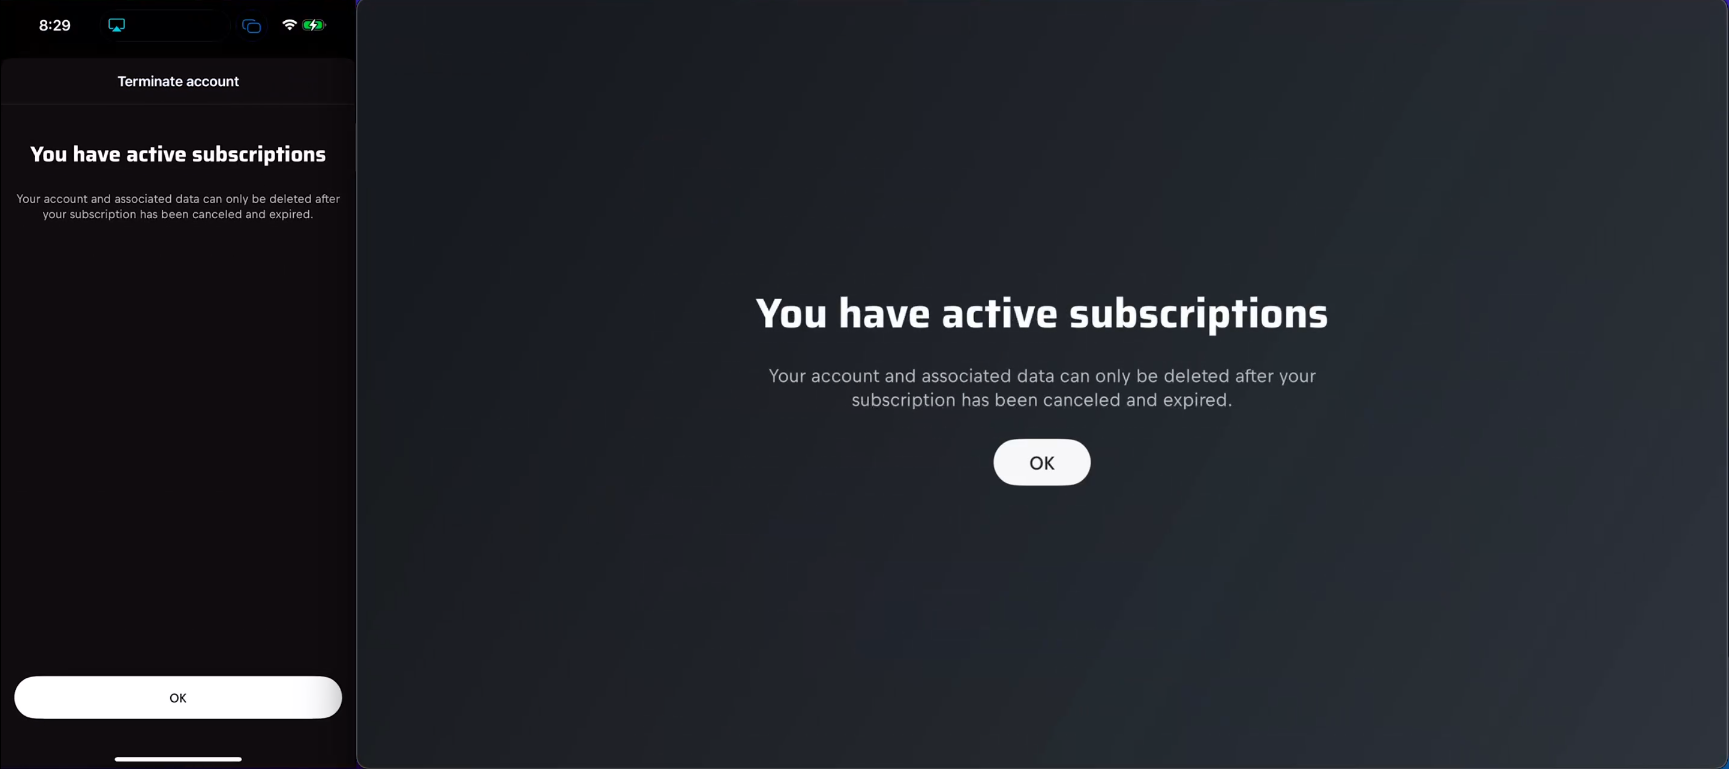 8:29
Terminate account
You have active subscriptions
Your account and associated data can only be deleted after
your subscription has been canceled and expired.
OK
You have active subscriptions
Your account and associated data can only be deleted after your
subscription has been canceled and expired.
OK